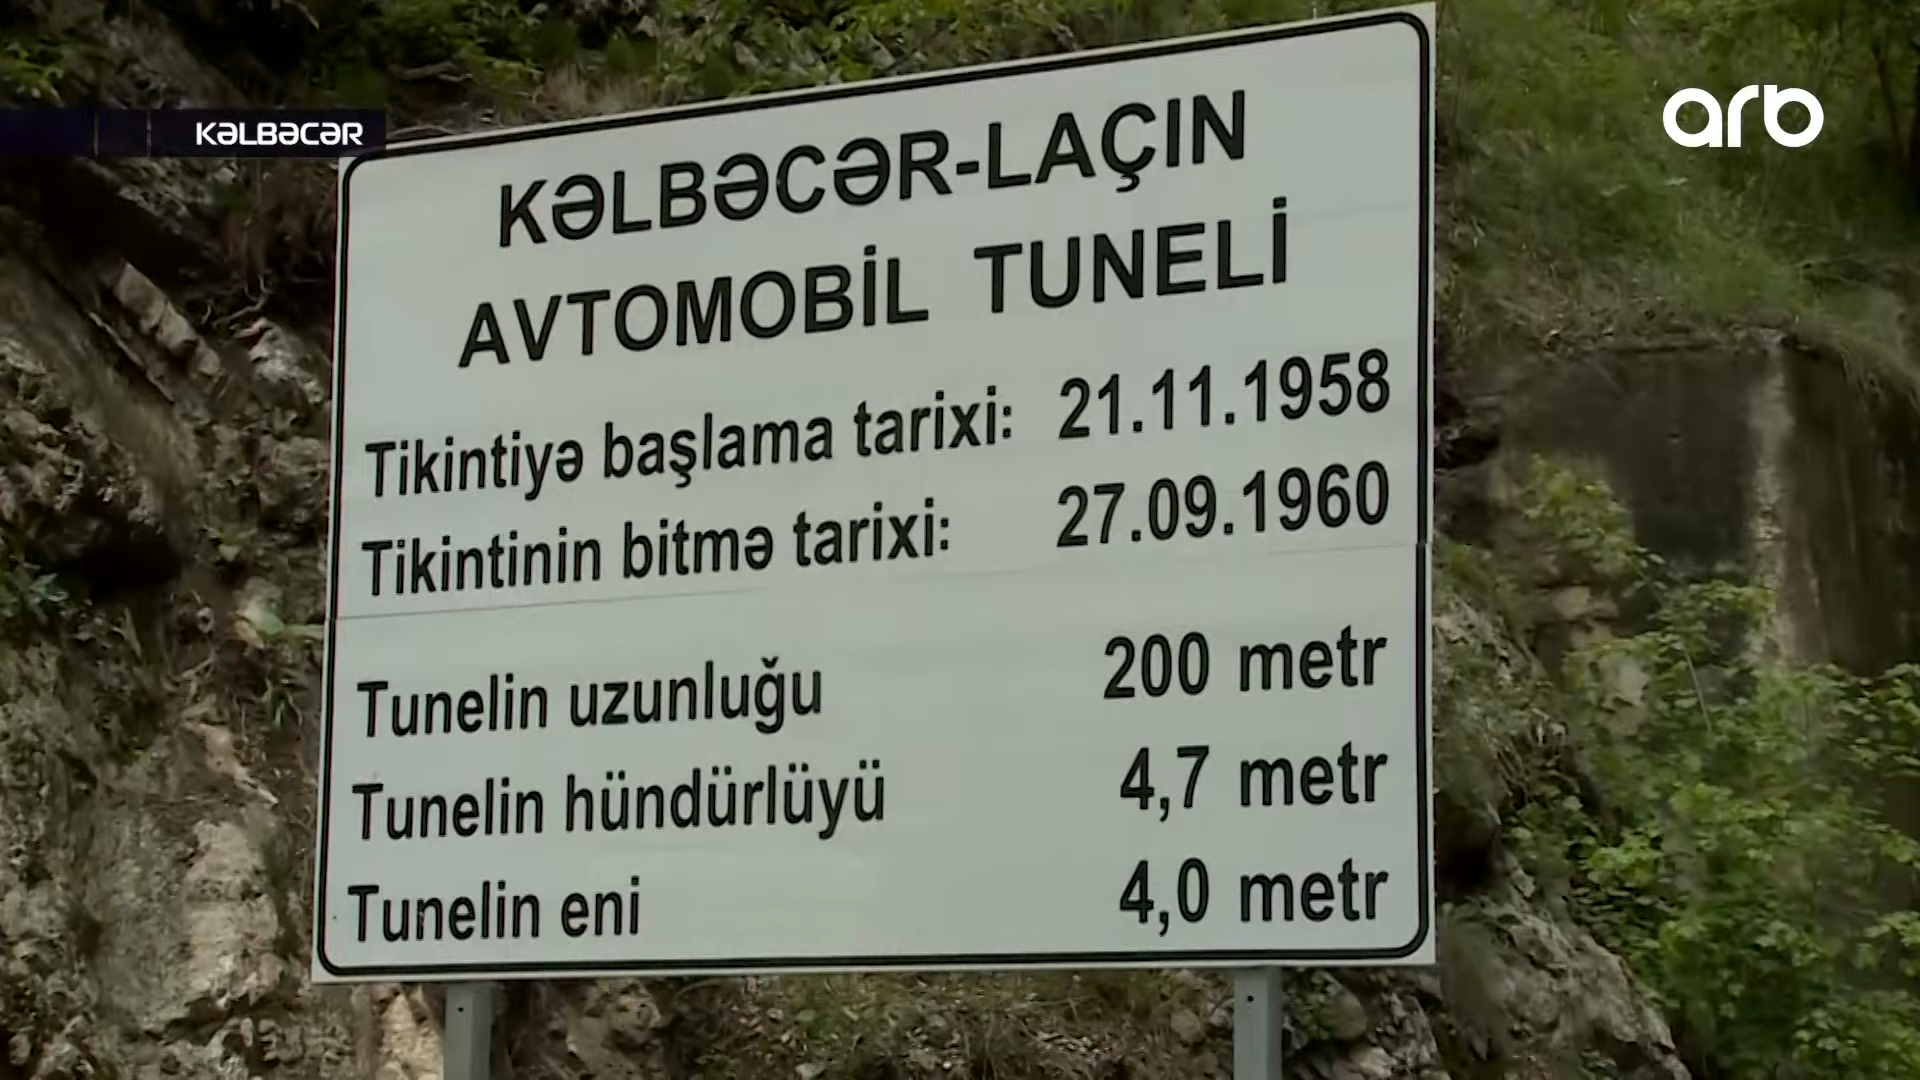 KƏLBƏCƏR
arb
KƏLBƏCƏR-LAÇIN
AVTOMOBİL TUNELİ
Tikintiyə başlama tarixi: 21.11.1958
Tikintinin bitmə tarixi: 27.09.1960
Tunelin uzunluğu 200 metr
Tunelin hündürlüyü 4,7 metr
Tunelin eni 4,0 metr